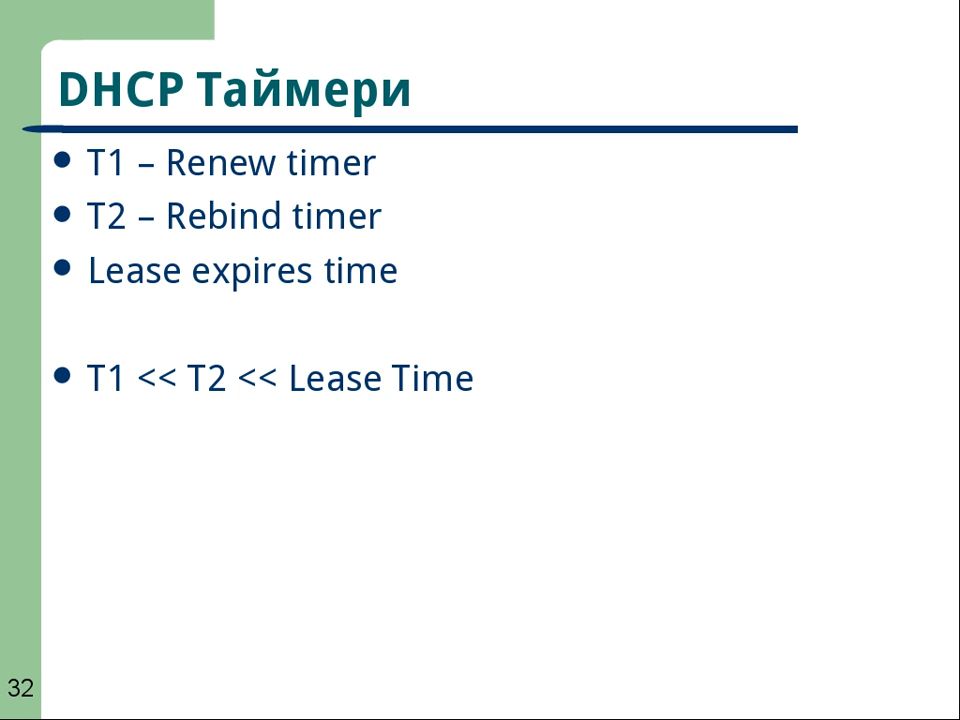 DHCP Таймери
T1 – Renew timer
T2 – Rebind timer
Lease expires time
T1 << T2 << Lease Time
32